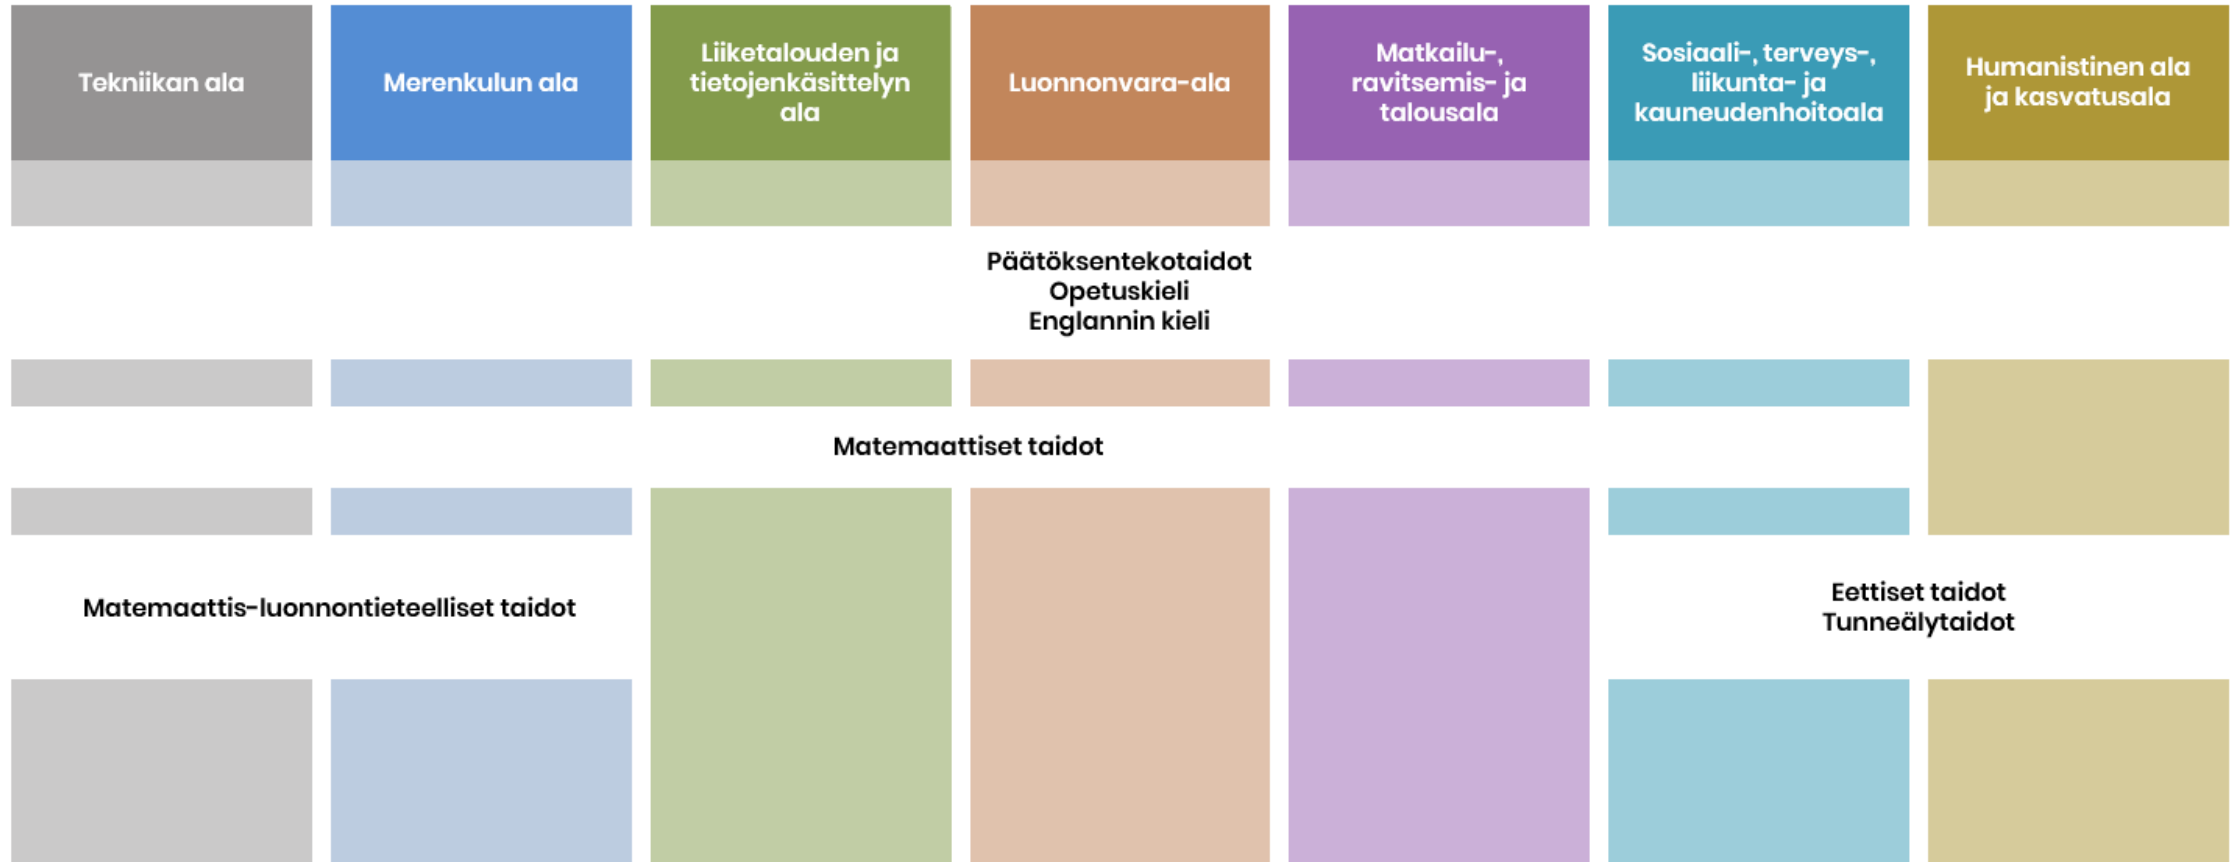 Tekniikan ala
Merenkulun ala
Liiketalouden ja
tietojenkäsittelyn
ala
Luonnonvara-ala
Matkailu-,
ravitsemis- ja
talousala
Sosiaali-, terveys-,
liikunta- ja
kauneudenhoitoala
Humanistinen ala
ja kasvatusala
Päätöksentekotaidot
Opetuskieli
Englannin kieli
Matemaattiset taidot
Matemaattis-luonnontieteelliset taidot
Eettiset taidot
Tunneälytaidot